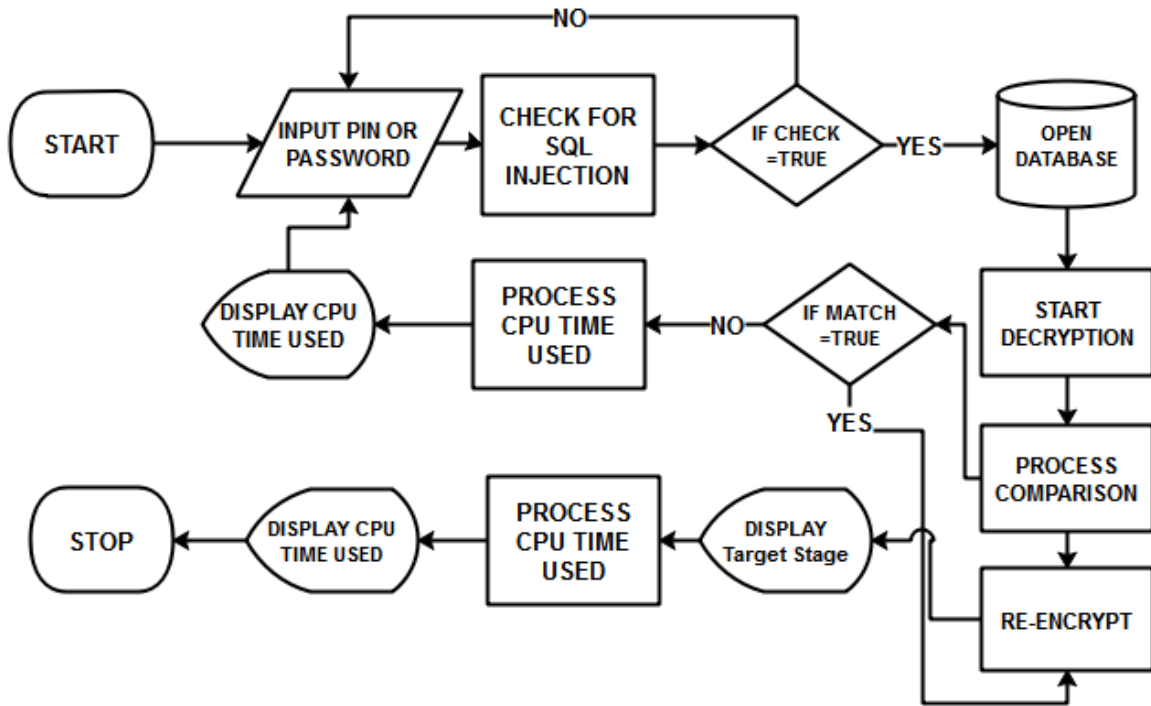 NO
START
INPUT PIN OR
PASSWORD
CHECK FOR
SQL
INJECTION
IF CHECK
=TRUE
YES
OPEN
DATABASE
DISPLAY CPU
TIME USED
PROCESS
CPU TIME
USED
NO
IF MATCH
=TRUE
START
DECRYPTION
YES
PROCESS
COMPARISON
STOP
DISPLAY CPU
TIME USED
PROCESS
CPU TIME
USED
DISPLAY
Target Stage
RE-ENCRYPT